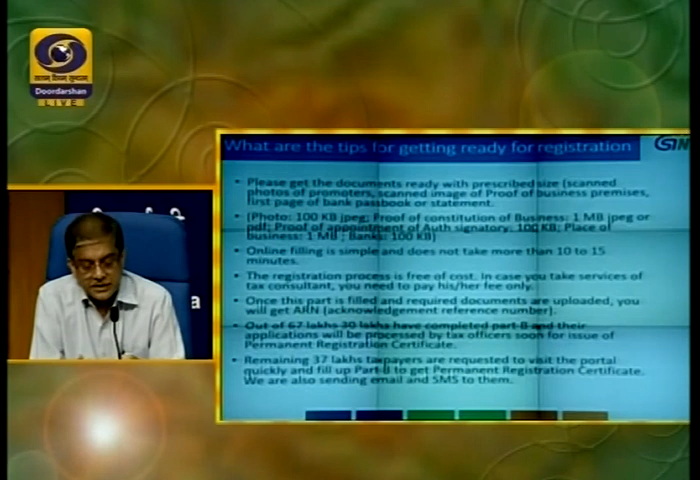 सत्यम् शिवम् सुन्दरम्
Doordarshan
LIVE
What are the tips for getting ready for registration
• Please get the documents ready with prescribed size (scanned
photos of promoters, scanned image of Proof of business premises,
first page of bank passbook or statement.
• (Photo: 100 KB jpeg; Proof of constitution of Business: 1 MB jpeg or
pdf; Proof of appointment of Auth signatory: 100 KB; Place of
business: 1 MB ; Bank: 100 KB)
• Online filling is simple and does not take more than 10 to 15
minutes.
• The registration process is free of cost. In case you take services of
tax consultant, you need to pay his/her fee only.
• Once this part is filled and required documents are uploaded, you
will get ARN (acknowledgement reference number).
• Out of 67 lakhs 30 lakhs have completed part B and their
applications will be processed by tax officers soon for issue of
Permanent Registration Certificate.
• Remaining 37 lakhs taxpayers are requested to visit the portal
quickly and fill up Part-B to get Permanent Registration Certificate.
We are also sending email and SMS to them.